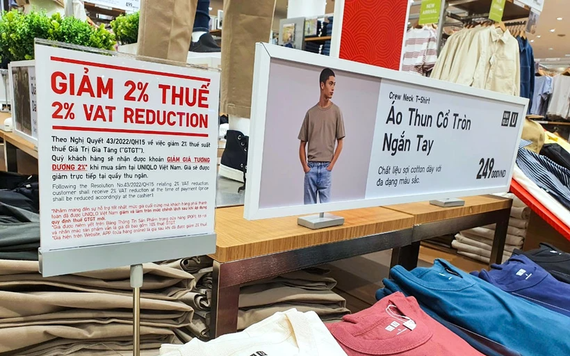 GIẢM 2% THUẾ
2% VAT REDUCTION
Theo Nghị Quyết 43/2022/QH15 về việc giảm 2% thuế suất
thuế Giá Trị Gia Tăng ("GTGT").
Quý khách hàng sẽ nhận được khoản GIẢM GIÁ TƯƠNG
ĐƯƠNG 2%* khi mua sắm tại UNIQLO Việt Nam. Giá sẽ được
giảm trực tiếp tại quầy thu ngân.
Following the Resolution No.43/2022/QH15 relating 2% VAT reduction,
customer shall receive 2% VAT reduction at the time of payment (price
shall be reduced accordingly at the cashier).
Crew Neck T-Shirt
Áo Thun Cổ Tròn
Ngắn Tay
Chất liệu sợi cotton dày với
đa dạng màu sắc.
249.000VND